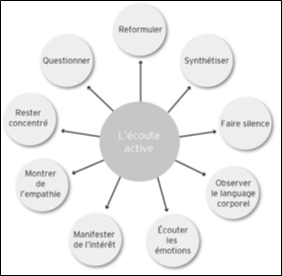 Reformuler
Questionner
Synthétiser
Rester
concentré
L'écoute
active
Faire silence
Montrer
de
l'empathie
Observer
le language
corporel
Manifester
de l'intérêt
Écouter
les
émotions